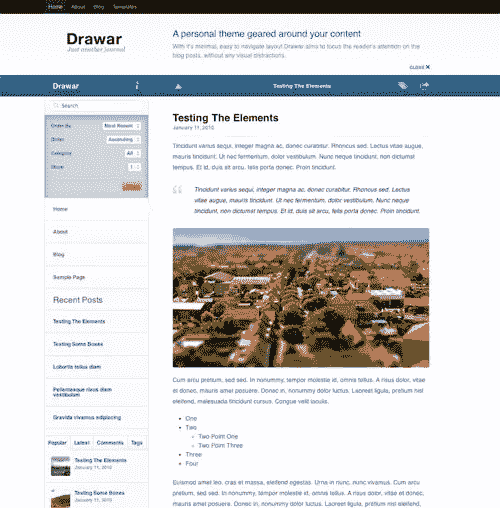 Home About Blog Templates
Drawar
Just another journal
A personal theme geared around your content
With it's minimal, easy to navigate layout Drawar aims to focus the reader's attention on the
blog posts, without any visual distractions.
Drawar
Testing The Elements
Search
Order By Most Recent
Order Ascending
Category All
Show
Home
About
Blog
Sample Page
Recent Posts
Testing The Elements
Testing Some Boxes
Lobortis tellus diam
Pellentesque risus diam
vestibulum
Gravida vivamus adipiscing
Popular Latest Comments Tags
Testing The Elements
January 11, 2010
Testing Some Boxes
January 11, 2010
Testing The Elements
January 11, 2010
Tincidunt varius sequi, integer magna ac, donec curabitur. Rhoncus sed. Lectus vitae augue,
mauris tincidunt. Ut nec fermentum, dolor vestibulum. Nunc neque tincidunt, non dictumst
tempus. Et id, duis sit arcu, felis porta donec. Proin tincidunt.
Tincidunt varius sequi, integer magna ac, donec curabitur. Rhoncus sed. Lectus
vitae augue, mauris tincidunt. Ut nec fermentum, dolor vestibulum. Nunc neque
tincidunt, non dictumst tempus. Et id, duis sit arcu, felis porta donec. Proin tincidunt.
Cum arcu pretium, sed sed. In nonummy, tempor molestie id, omnis tellus. A risus dolor, vitae
et donec, mauris amet posuere. Donec in, nonummy dolor luctus. Laoreet ligula, pretium nisl
eleifend, malesuada tincidunt cursus. Congue velit iaculis.
One
Two
Two Point One
Two Point Three
Three
Four
Euismod amet leo, cras et massa, eleifend egestas. Urna in nunc, nunc vivamus. Cum arcu
pretium, sed sed. In nonummy, tempor molestie id, omnis tellus. A risus dolor, vitae et donec,
mauris amet posuere. Donec in, nonummy dolor luctus. Laoreet ligula, pretium nisl eleifend,